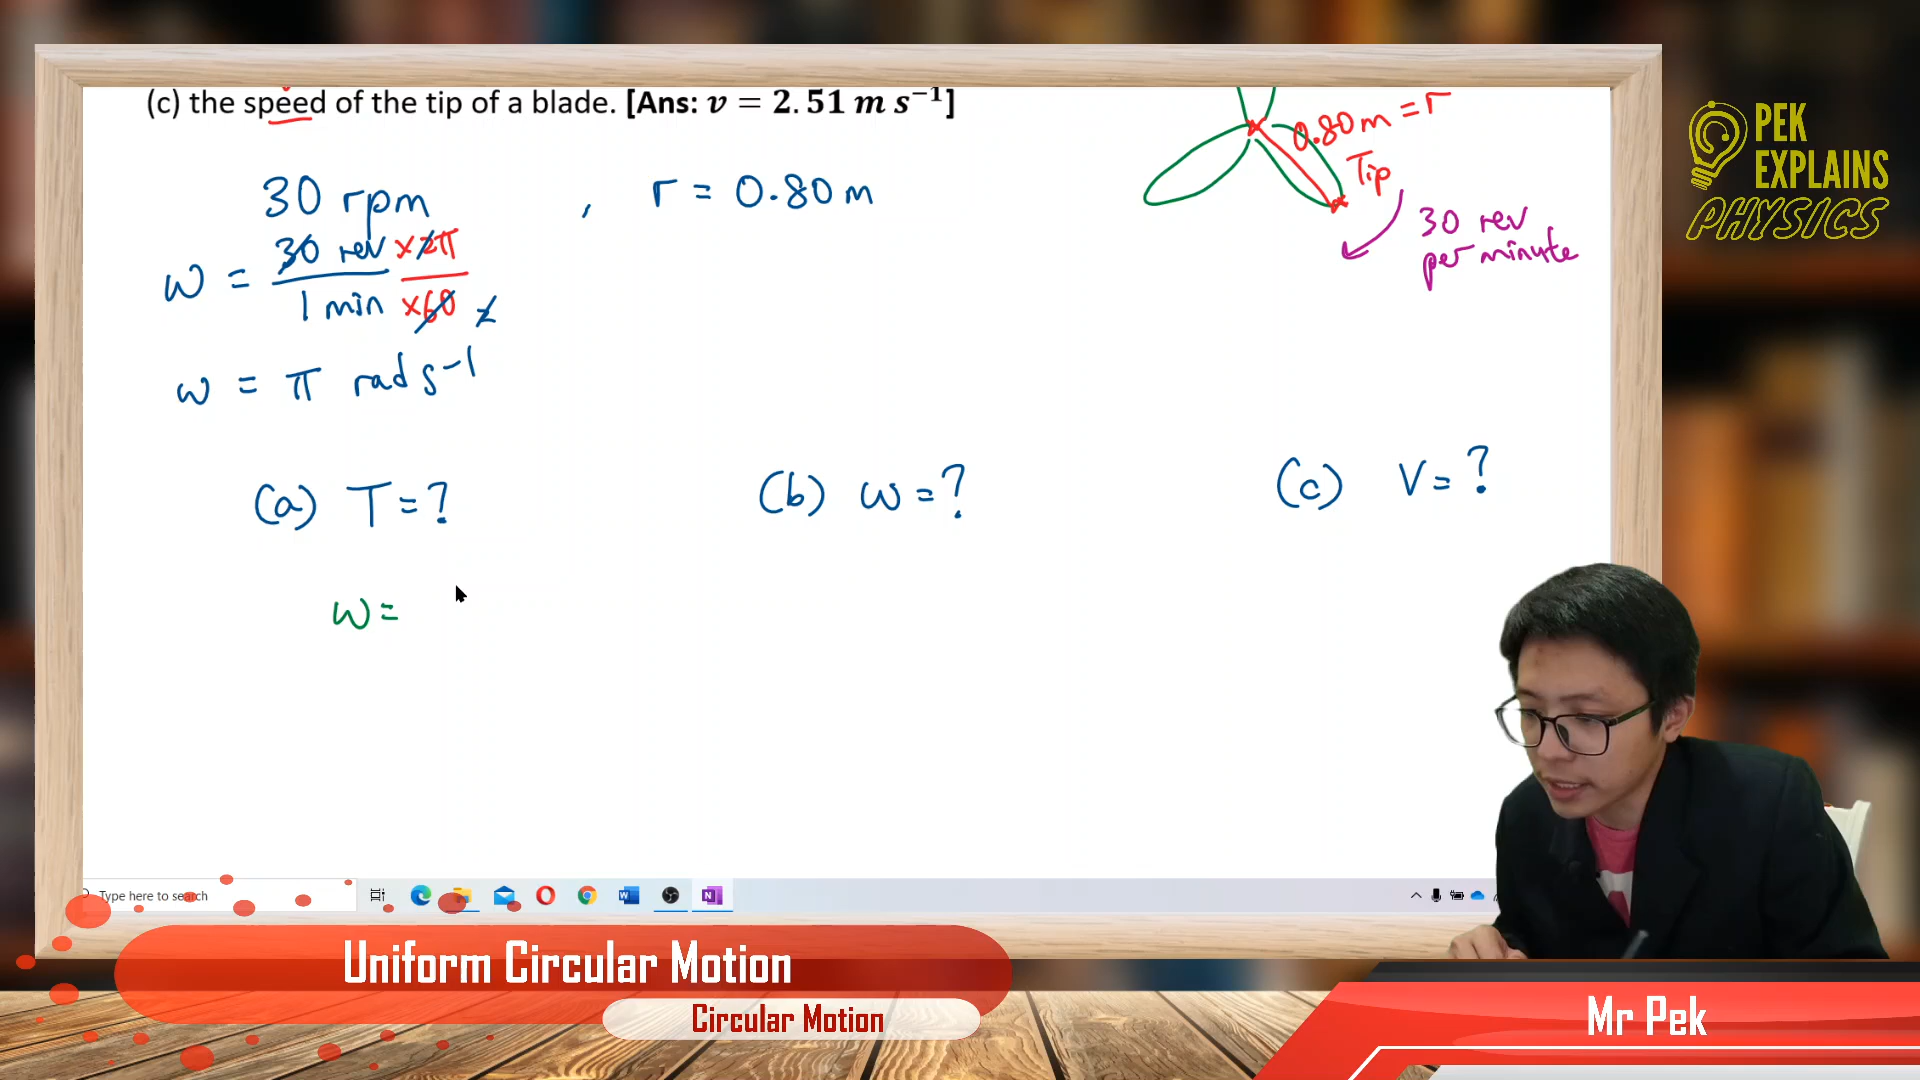 (c) the speed of the tip of a blade. [Ans: v = 2.51 m s⁻¹]
0.80 m = r
Tip
30 rev
per minute
30 rpm , r = 0.80 m
ω = 30 rev ×2π / 1 min ×60 2
ω = π rad s⁻¹
(a) T = ? (b) ω = ? (c) V = ?
ω =
PEK
EXPLAINS
PHYSICS
Type here to search
Uniform Circular Motion
Circular Motion
Mr Pek